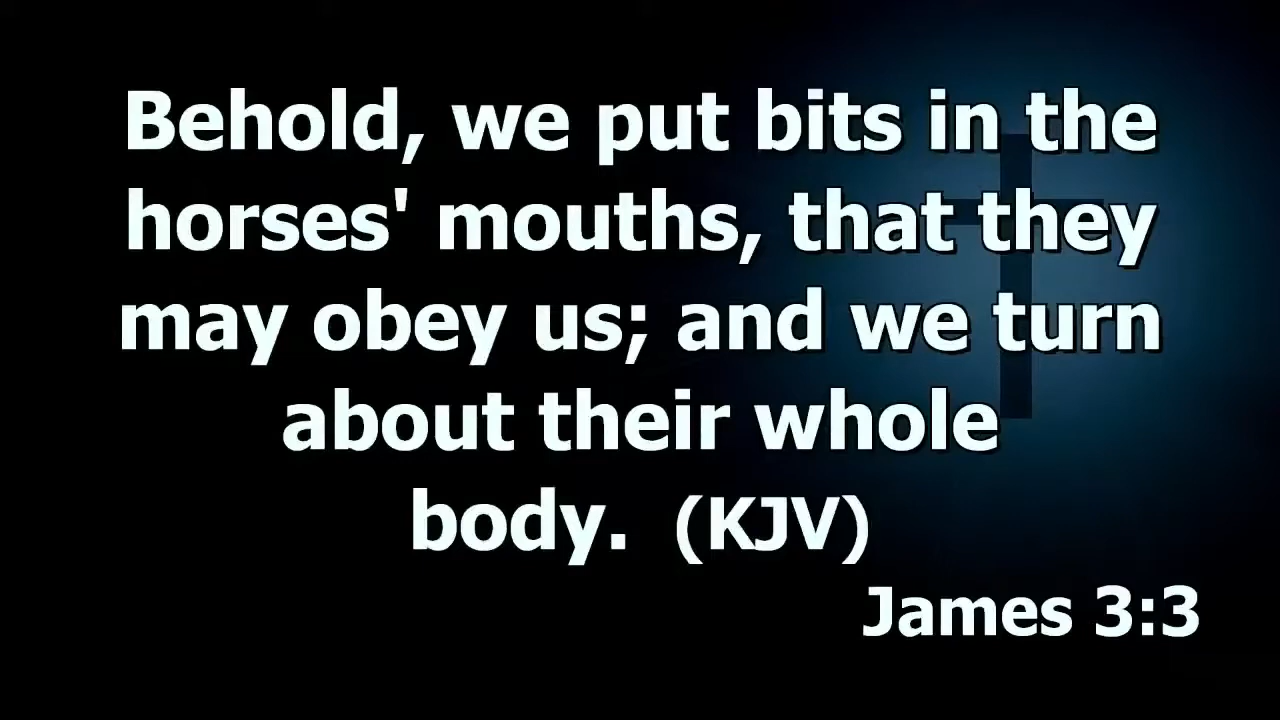 Behold, we put bits in the
horses' mouths, that they
may obey us; and we turn
about their whole
body.  (KJV)
James 3:3